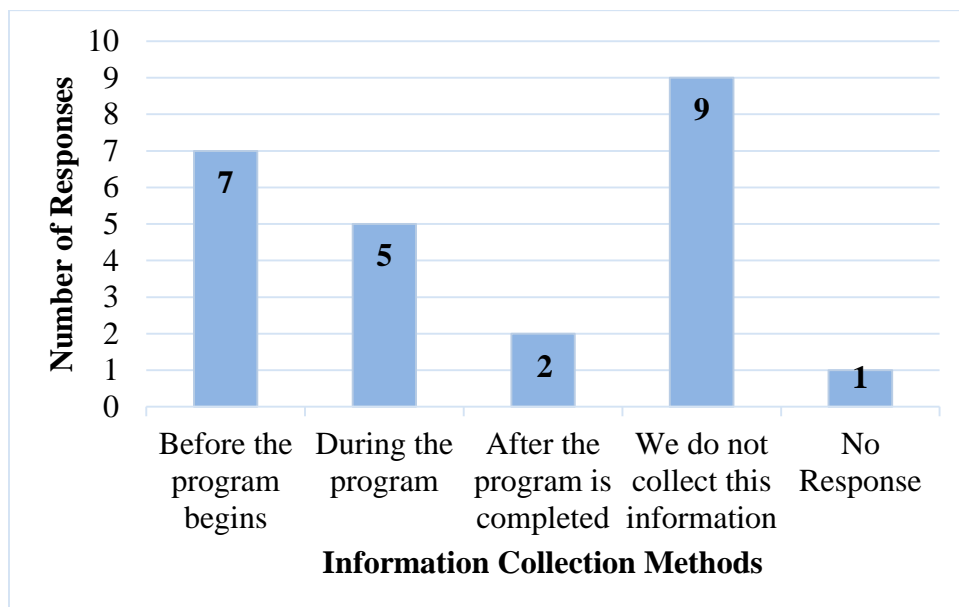 Number of Responses
10
9
8
7
6
5
4
3
2
1
0
7
5
2
9
1
Before the
program
begins
During the
program
After the
program is
completed
We do not
collect this
information
No
Response
Information Collection Methods